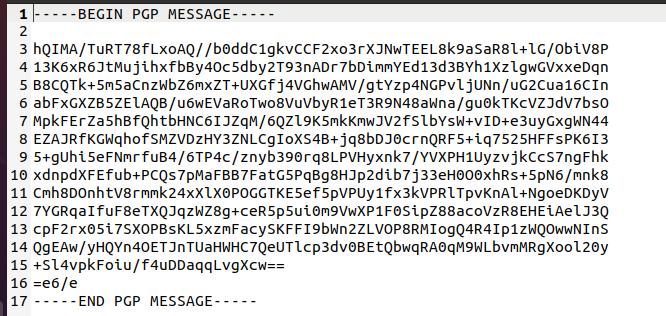 1 -----BEGIN PGP MESSAGE-----
2
3 hQIMA/TuRT78fLxoAQ//b0ddC1gkvCCF2xo3rXJNwTEEL8k9aSaR8l+lG/ObiV8P
4 13K6xR6JtMujihxfbBy4Oc5dby2T93nADr7bDimmYEd13d3BYh1XzlgwGVxxeDqn
5 B8CQTk+5m5aCnzWbZ6mxZT+UXGfj4VGhwAMV/gtYzp4NGPvljUNn/uG2Cua16CIn
6 abFxGXZB5ZElAQB/u6wEVaRoTwo8VuVbyR1eT3R9N48aWna/gu0kTKcVZJdV7bsO
7 MpkFErZa5hBfQhtbHNC6IJZqM/6QZl9K5mkKmwJV2fSlbYsW+vID+e3uyGxgWN44
8 EZAJRfKGWqhofSMZVDzHY3ZNLCgIoXS4B+jq8bDJ0crnQRF5+iq7525HFFsPK6I3
9 5+gUhi5eFNMrfuB4/6TP4c/znyb390rq8LPVHyxnk7/YVXPH1UyzvjkCcS7ngFhk
10 xdnpdXFEfub+PCQs7pMaFBB7FatG5PqBg8HJp2dib7j33eH0O0xhRs+5pN6/mnk8
11 Cmh8DOnhtV8rmmk24xXlX0POGGTKE5ef5pVPUy1fx3kVPRlTpvKnAl+NgoeDKDyV
12 7YGRqaIfuF8eTXQJqzWZ8g+ceR5p5ui0m9VwXP1F0SipZ88acoVzR8EHEiAelJ3Q
13 cpF2rx05i7SXOPBsKL5xzmFacySKFFI9bWn2ZLVOP8RMIogQ4R4Ip1zWQOwwNInS
14 QgEAw/yHQYn4OETJnTUaHWHC7QeUTlcp3dv0BEtQbwqRA0qM9WLbvmMRgXool20y
15 +Sl4vpkFoiu/f4uDDaqqLvgXcw==
16 =e6/e
17 -----END PGP MESSAGE-----